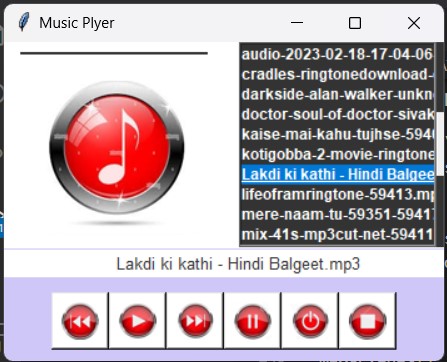 Music Plyer
audio-2023-02-18-17-04-06
cradles-ringtonedownload-
darkside-alan-walker-unkn
doctor-soul-of-doctor-sivak
kaise-mai-kahu-tujhse-594
kotigobba-2-movie-ringtone
Lakdi ki kathi - Hindi Balgee
lifeoframringtone-59413.m
mere-naam-tu-59351-5941
mix-41s-mp3cut-net-59411
Lakdi ki kathi - Hindi Balgeet.mp3